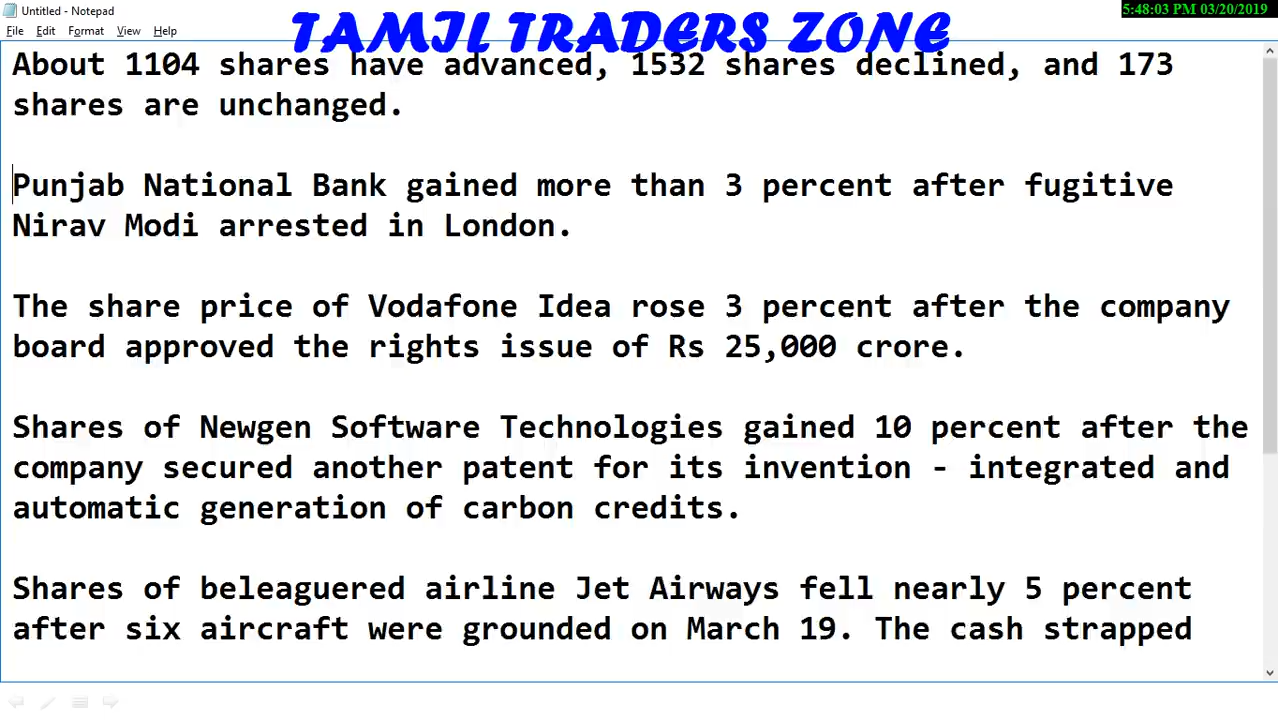 Untitled - Notepad
5:48:03 PM 03/20/2019
TAMIL TRADERS ZONE
File Edit Format View Help
About 1104 shares have advanced, 1532 shares declined, and 173
shares are unchanged.
Punjab National Bank gained more than 3 percent after fugitive
Nirav Modi arrested in London.
The share price of Vodafone Idea rose 3 percent after the company
board approved the rights issue of Rs 25,000 crore.
Shares of Newgen Software Technologies gained 10 percent after the
company secured another patent for its invention - integrated and
automatic generation of carbon credits.
Shares of beleaguered airline Jet Airways fell nearly 5 percent
after six aircraft were grounded on March 19. The cash strapped